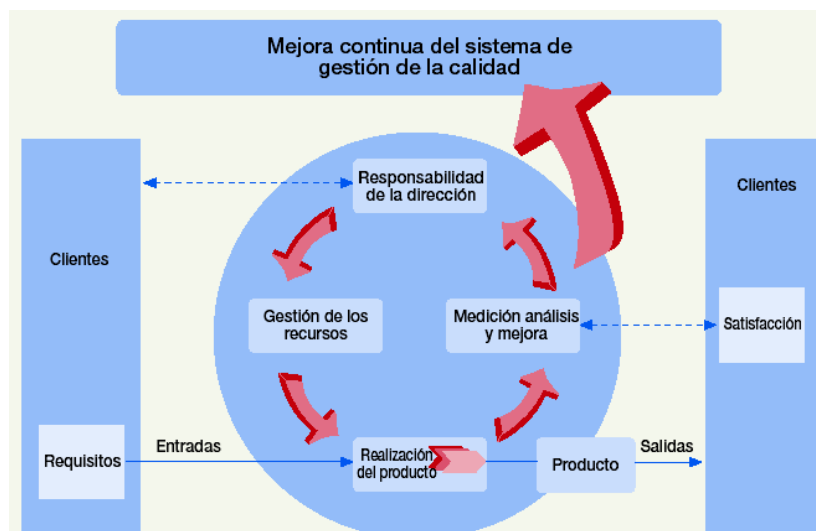 Mejora continua del sistema de
gestión de la calidad
Responsabilidad
de la dirección
Clientes
Clientes
Gestión de los
recursos
Medición análisis
y mejora
Satisfacción
Requisitos
Entradas
Realización
del producto
Producto
Salidas